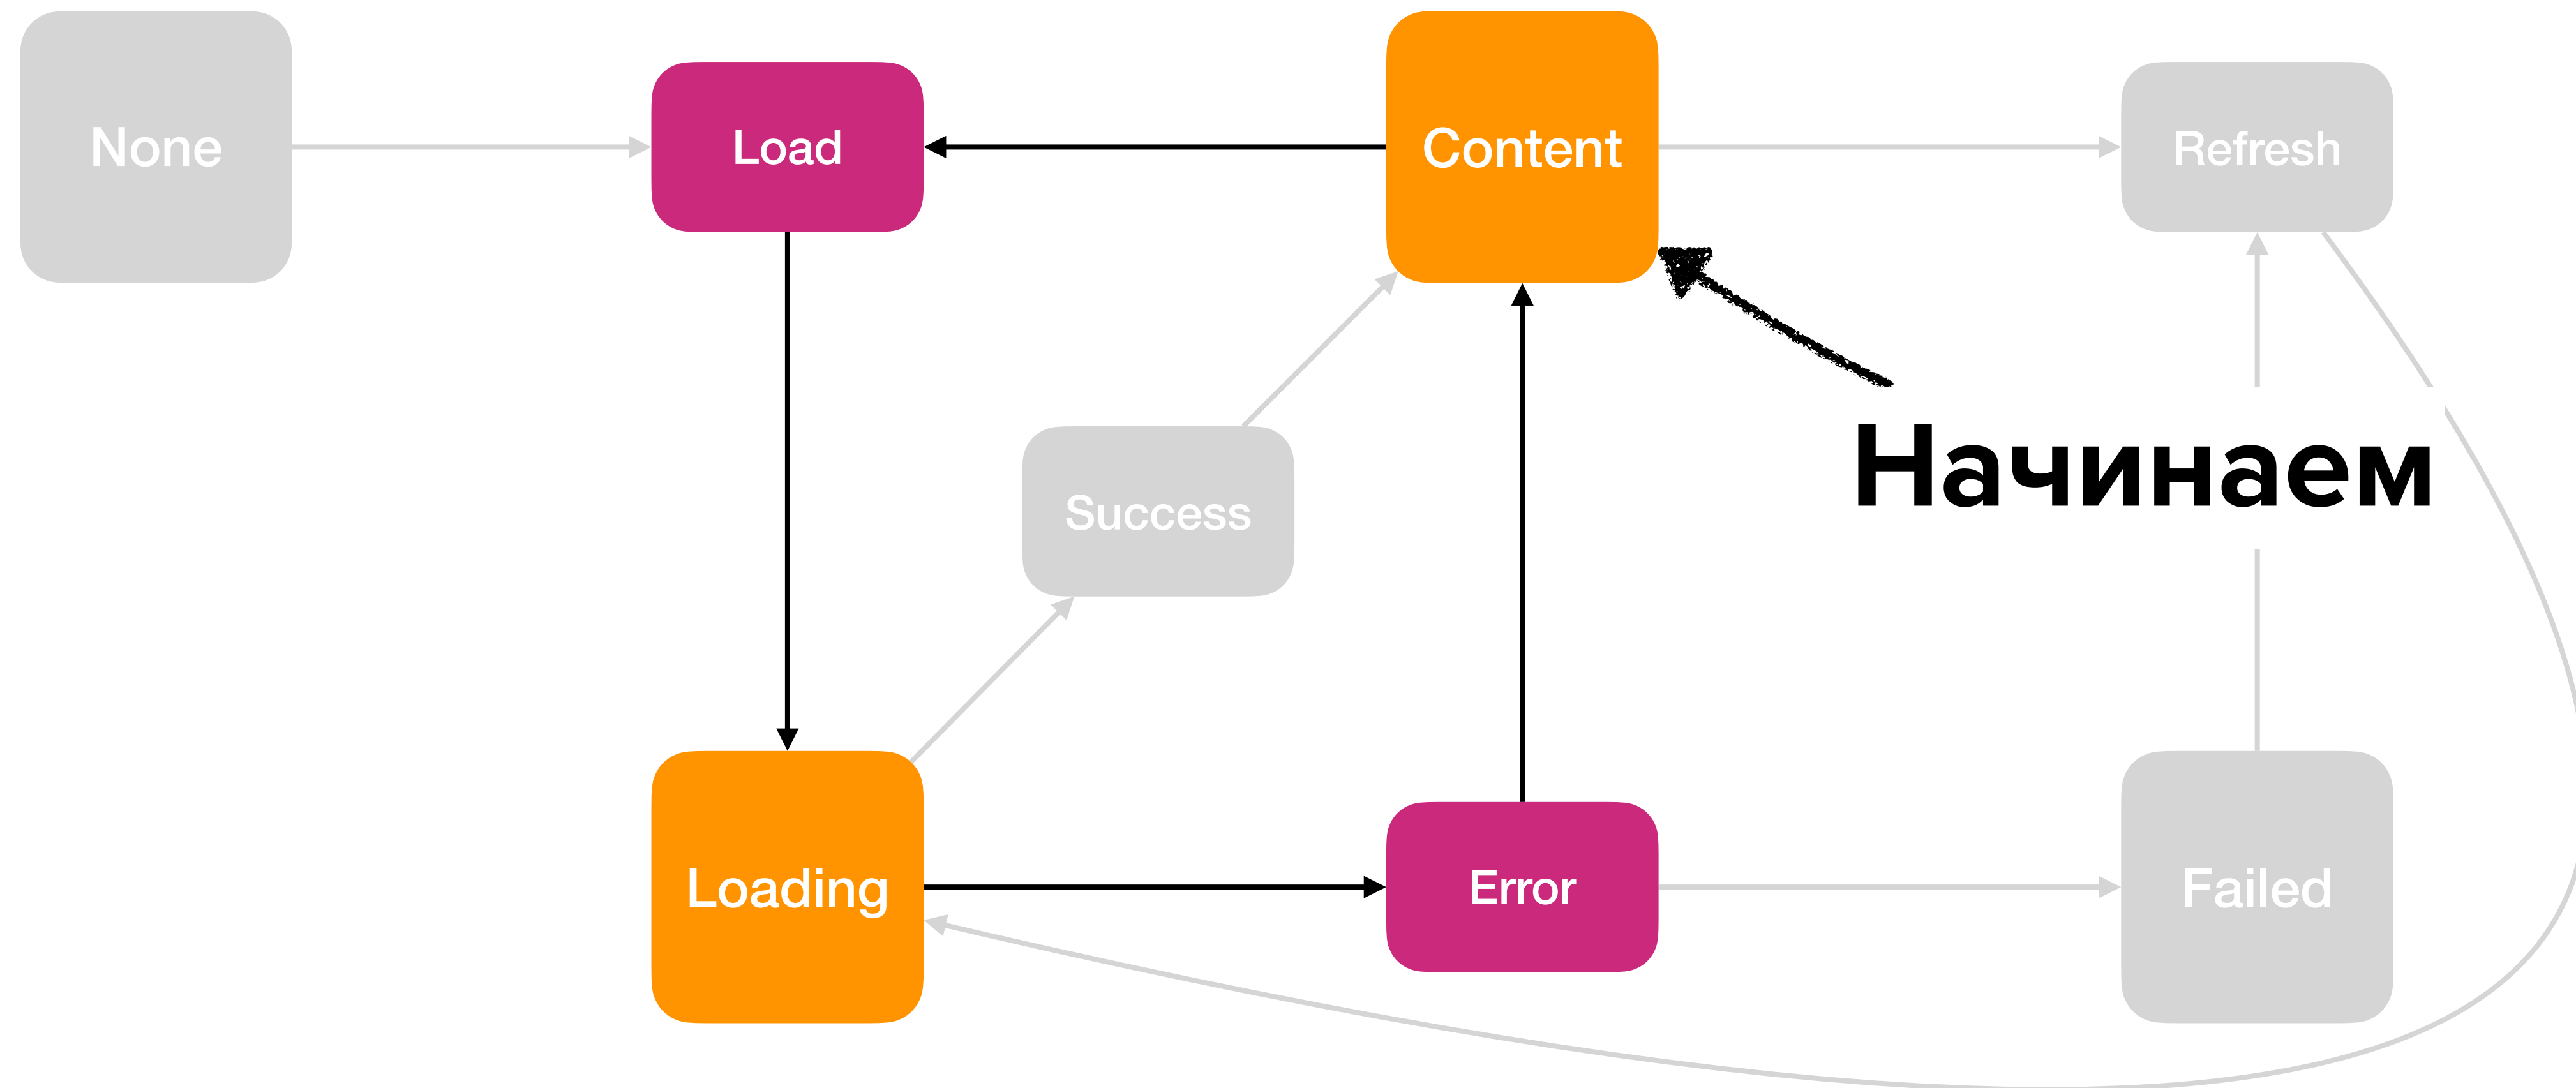 None
Load
Content
Refresh
Success
Начинаем
Loading
Error
Failed